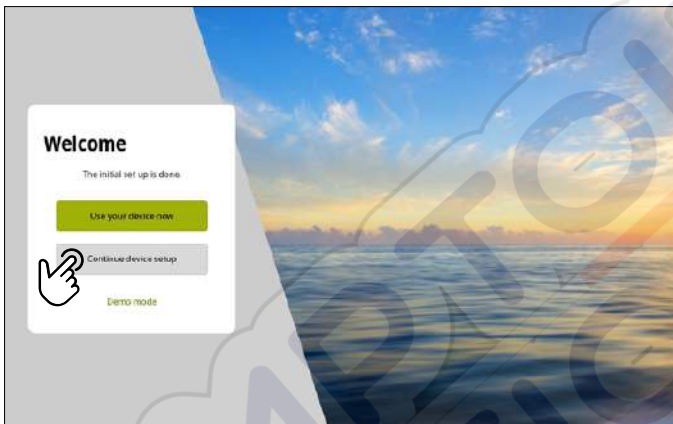 Welcome
The initial set up is done.
Use your device now
Continue device setup
Demo mode